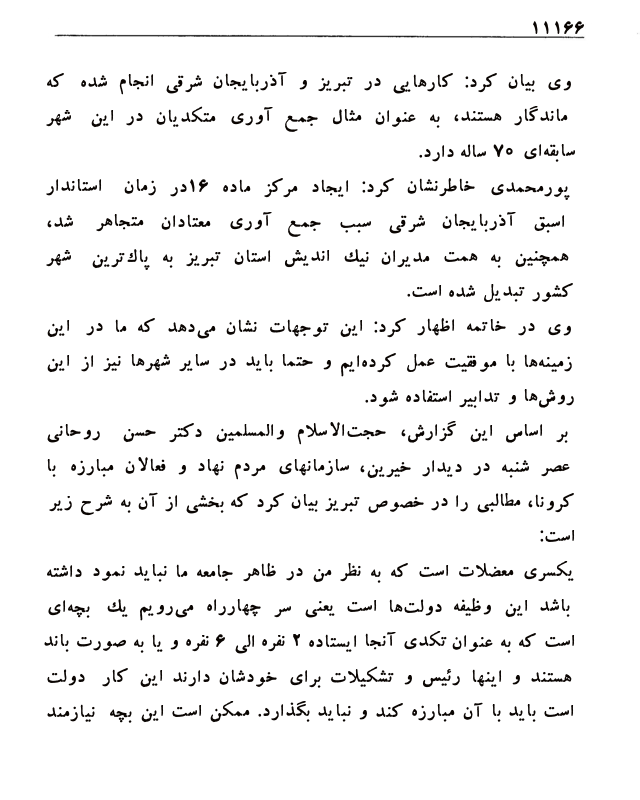 ۱۱۱۶۶
وی بیان کرد: کارهایی در تبریز و آذربایجان شرقی انجام شده که
ماندگار هستند، به عنوان مثال جمع آوری متکدیان در این شهر
سابقه‌ای ۷۰ ساله دارد.
پورمحمدی خاطرنشان کرد: ایجاد مرکز ماده ۱۶در زمان استاندار
اسبق آذربایجان شرقی سبب جمع آوری معتادان متجاهر شد،
همچنین به همت مدیران نیك اندیش استان تبریز به پاك‌ترین شهر
کشور تبدیل شده است.
وی در خاتمه اظهار کرد: این توجهات نشان می‌دهد که ما در این
زمینه‌ها با موفقیت عمل کرده‌ایم و حتما باید در سایر شهرها نیز از این
روش‌ها و تدابیر استفاده شود.
بر اساس این گزارش، حجت‌الاسلام والمسلمین دکتر حسن روحانی
عصر شنبه در دیدار خیرین، سازمانهای مردم نهاد و فعالان مبارزه با
کرونا، مطالبی را در خصوص تبریز بیان کرد که بخشی از آن به شرح زیر
است:
یکسری معضلات است که به نظر من در ظاهر جامعه ما نباید نمود داشته
باشد این وظیفه دولت‌ها است یعنی سر چهارراه می‌رویم یك بچه‌ای
است که به عنوان تکدی آنجا ایستاده ۲ نفره الی ۶ نفره و یا به صورت باند
هستند و اینها رئیس و تشکیلات برای خودشان دارند این کار دولت
است باید با آن مبارزه کند و نباید بگذارد. ممکن است این بچه نیازمند